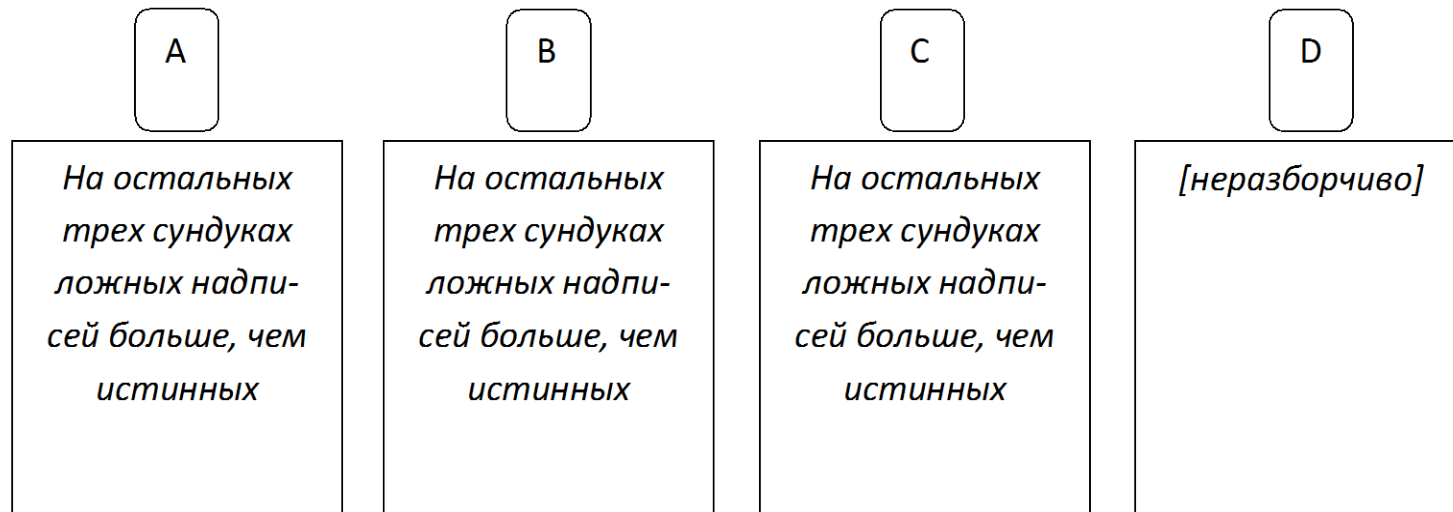 A
B
C
D
На остальных
трех сундуках
ложных надпи-
сей больше, чем
истинных
На остальных
трех сундуках
ложных надпи-
сей больше, чем
истинных
На остальных
трех сундуках
ложных надпи-
сей больше, чем
истинных
[неразборчиво]